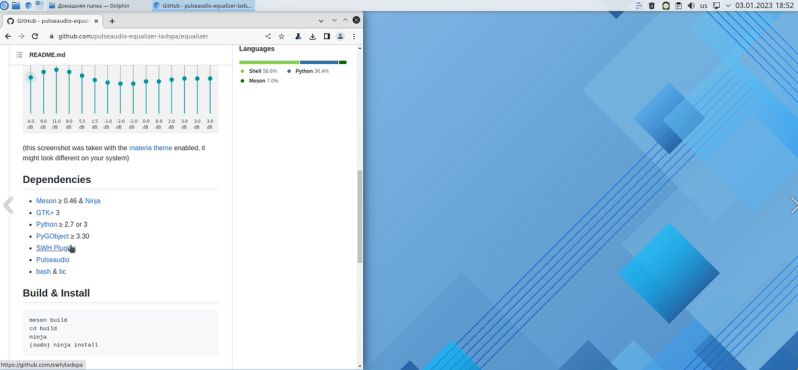 Домашняя папка — Dolphin
GitHub - pulseaudio-equalizer-lads...
us
03.01.2023 18:52
GitHub - pulseaudio-equal
github.com/pulseaudio-equalizer-ladspa/equalizer
README.md
4.0 9.0 11.0 9.0 5.5 1.5 -1.0 -2.0 -2.0 0.0 0.0 2.0 3.0 3.0 3.0
dB dB dB dB dB dB dB dB dB dB dB dB dB dB dB
(this screenshot was taken with the materia theme enabled, it
might look different on your system)
Dependencies
Meson ≥ 0.46 & Ninja
GTK+ 3
Python ≥ 2.7 or 3
PyGObject ≥ 3.30
SWH Plugi
Pulseaudio
bash & bc
Build & Install
meson build
cd build
ninja
(sudo) ninja install
Languages
Shell 56.6% Python 36.4%
Meson 7.0%
https://github.com/swh/ladspa